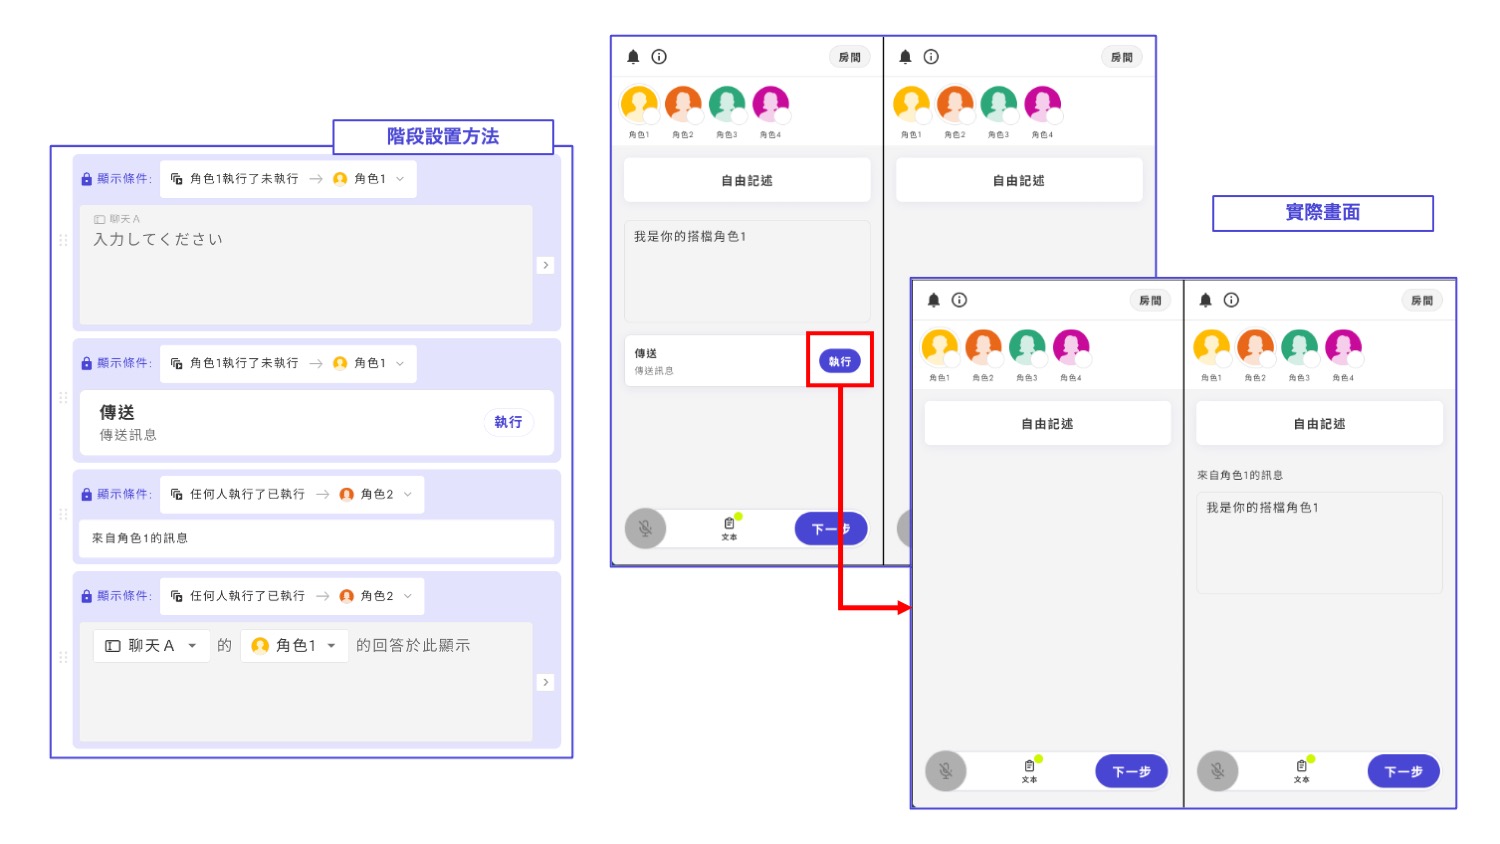 階段設置方法
顯示條件: 角色1執行了未執行 → 角色1
聊天 A
入力してください
顯示條件: 角色1執行了未執行 → 角色1
傳送
傳送訊息
執行
顯示條件: 任何人執行了已執行 → 角色2
來自角色1的訊息
顯示條件: 任何人執行了已執行 → 角色2
聊天 A 的 角色1 的回答於此顯示
房間
角色1 角色2 角色3 角色4
自由記述
我是你的搭檔角色1
傳送
傳送訊息
執行
文本
下一步
房間
角色1 角色2 角色3 角色4
自由記述
實際畫面
房間
角色1 角色2 角色3 角色4
自由記述
文本
下一步
房間
角色1 角色2 角色3 角色4
自由記述
來自角色1的訊息
我是你的搭檔角色1
文本
下一步